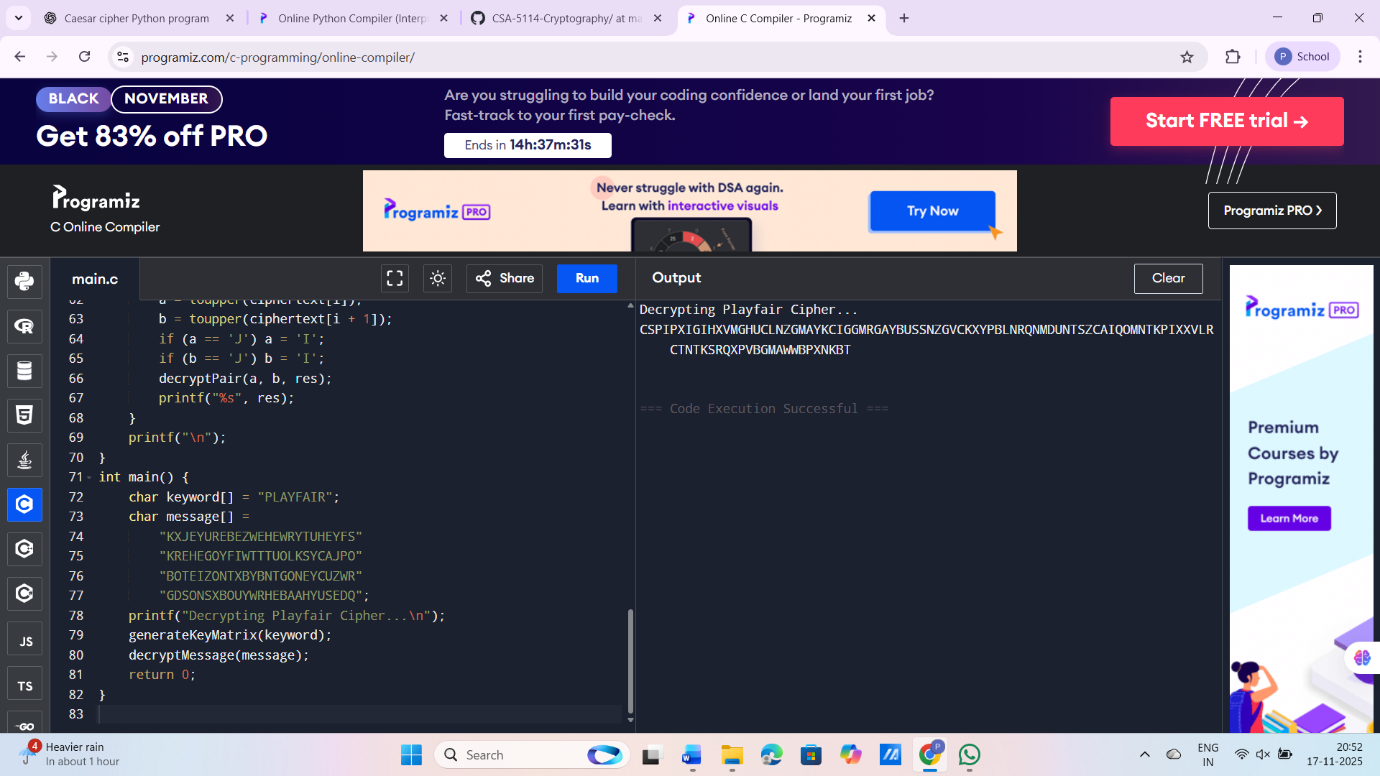 Caesar cipher Python program
Online Python Compiler (Interp
CSA-5114-Cryptography/ at ma
Online C Compiler - Programiz
programiz.com/c-programming/online-compiler/
P School
BLACK NOVEMBER
Get 83% off PRO
Are you struggling to build your coding confidence or land your first job?
Fast-track to your first pay-check.
Ends in 14h:37m:31s
Start FREE trial →
Programiz
C Online Compiler
Programiz PRO
Never struggle with DSA again.
Learn with interactive visuals
Try Now
Programiz PRO >
main.c
Share
Run
Output
Clear
62 a = toupper(ciphertext[i]);
63 b = toupper(ciphertext[i + 1]);
64 if (a == 'J') a = 'I';
65 if (b == 'J') b = 'I';
66 decryptPair(a, b, res);
67 printf("%s", res);
68 }
69 printf("\n");
70 }
71 int main() {
72 char keyword[] = "PLAYFAIR";
73 char message[] =
74 "KXJEYUREBEZWEHEWRYTUHEYFS"
75 "KREHEGOYFIWTTTUOLKSYCAJPO"
76 "BOTEIZONTXBYBNTGONEYCUZWR"
77 "GDSONSXBOUYWRHEBAAHYUSEDQ";
78 printf("Decrypting Playfair Cipher...\n");
79 generateKeyMatrix(keyword);
80 decryptMessage(message);
81 return 0;
82 }
83
Decrypting Playfair Cipher...
CSPIPXIGIHXVMGHUCLNZGMAYKCIGGMRGAYBUSSNZGVCKXYPBLNRQNMDUNTSZCAIQOMNTKPIXXVLR
CTNTKSRQXPVBGMAWWBPXNKBT
=== Code Execution Successful ===
JS
TS
GO
Programiz PRO
Premium
Courses by
Programiz
Learn More
4
Heavier rain
In about 1 hour
Search
P
ENG
IN
20:52
17-11-2025